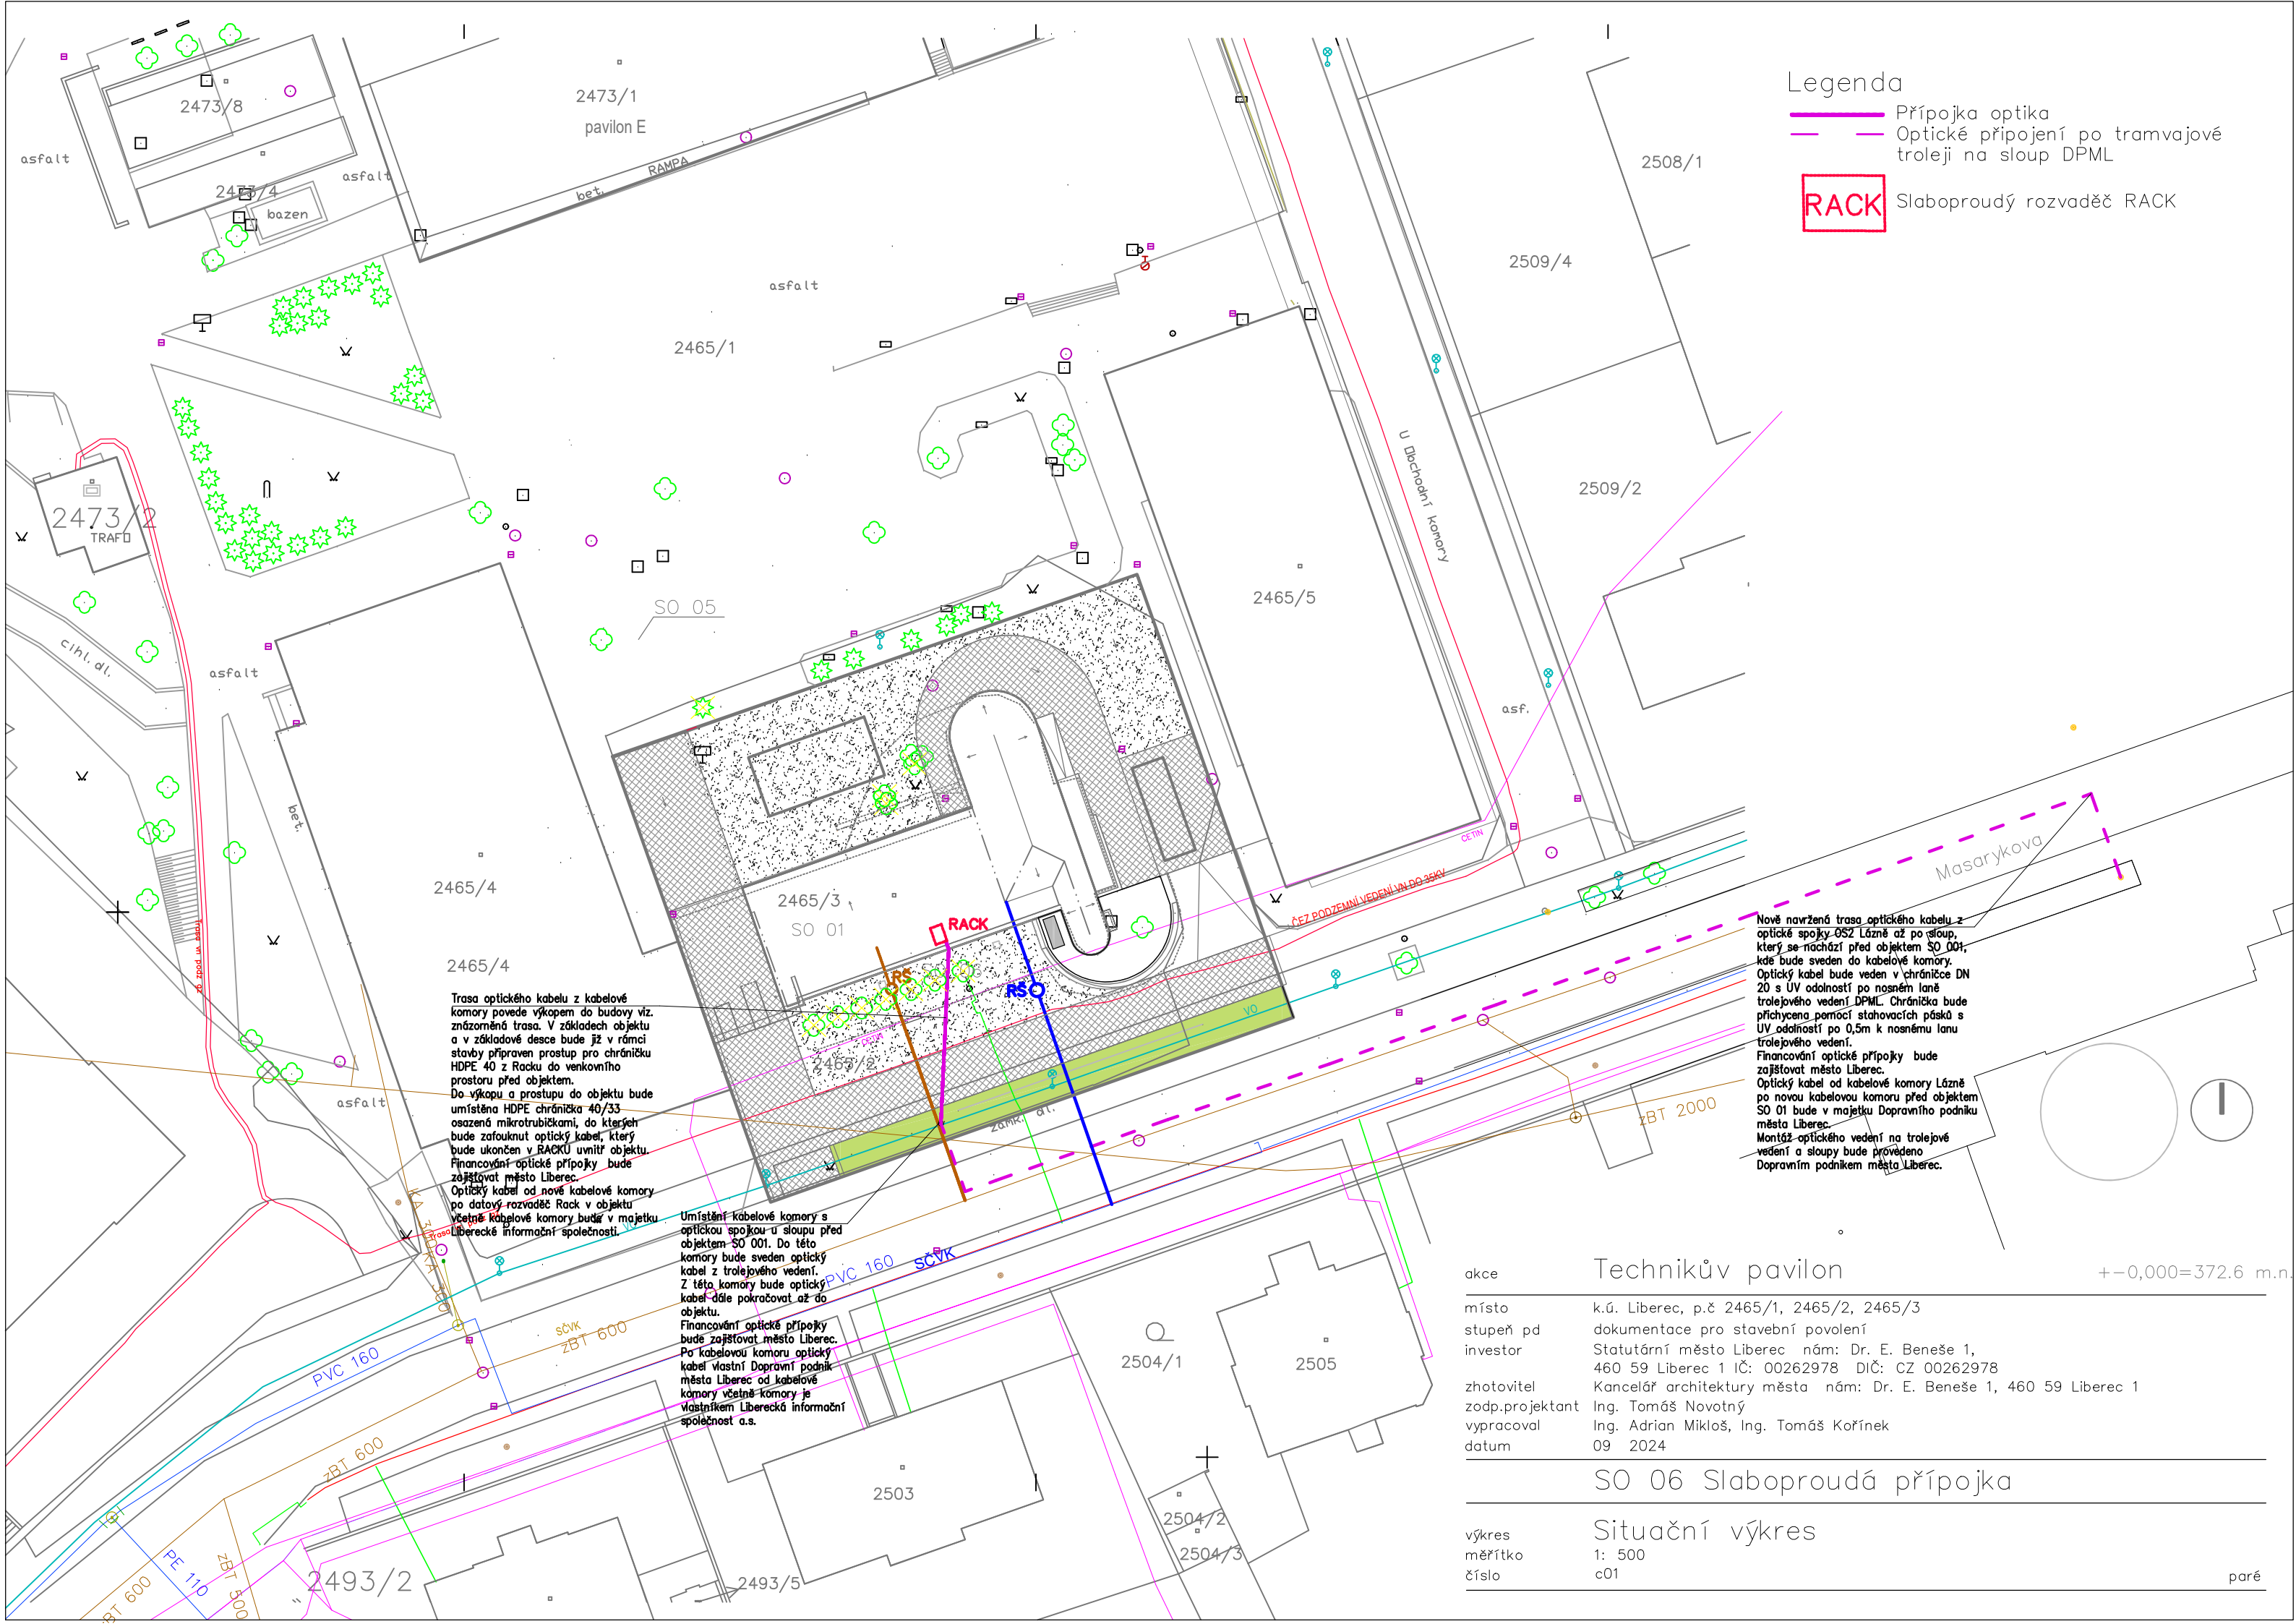 Legenda
Přípojka optika
Optické připojení po tramvajové
troleji na sloup DPML
RACK
Slaboproudý rozvaděč RACK
2473/8
2473/1
pavilon E
asfalt
asfalt
2473/4
bazen
bet.
RAMPA
2508/1
2509/4
asfalt
2465/1
2509/2
U Obchodní komory
2473/2
TRAFO
SO 05
2465/5
cihl. dl.
asfalt
asf.
bet.
2465/4
2465/3
SO 01
RACK
CETIN
ČEZ PODZEMNÍ VEDENÍ VN DO 35KV
Masarykova
2465/4
RŠ
RŠ
VO
CETIN
2465/2
zámk. dl.
zBT 2000
asfalt
Trasa vn podz qz
Trasa optického kabelu z kabelové
komory povede výkopem do budovy viz.
znázorněná trasa. V základech objektu
a v základové desce bude již v rámci
stavby připraven prostup pro chráničku
HDPE 40 z Racku do venkovního
prostoru před objektem.
Do výkopu a prostupu do objektu bude
umístěna HDPE chránička 40/33
osazená mikrotrubičkami, do kterých
bude zafouknut optický kabel, který
bude ukončen v RACKU uvnitř objektu.
Financování optické přípojky bude
zajišťovat město Liberec.
Optický kabel od nové kabelové komory
po datový rozvaděč Rack v objektu
včetně kabelové komory bude v majetku
Liberecké informační společnosti.
Umístění kabelové komory s
optickou spojkou u sloupu před
objektem SO 001. Do této
komory bude sveden optický
kabel z trolejového vedení.
Z této komory bude optický
kabel dále pokračovat až do
objektu.
Financování optické přípojky
bude zajišťovat město Liberec.
Po kabelovou komoru optický
kabel vlastní Dopravní podnik
města Liberec od kabelové
komory včetně komory je
vlastníkem Liberecká informační
společnost a.s.
Nově navržená trasa optického kabelu z
optické spojky OS2 Lázně až po sloup,
který se nachází před objektem SO 001,
kde bude sveden do kabelové komory.
Optický kabel bude veden v chráničce DN
20 s UV odolností po nosném laně
trolejového vedení DPML. Chránička bude
přichycena pomocí stahovacích pásků s
UV odolností po 0,5m k nosnému lanu
trolejového vedení.
Financování optické přípojky bude
zajišťovat město Liberec.
Optický kabel od kabelové komory Lázně
po novou kabelovou komoru před objektem
SO 01 bude v majetku Dopravního podniku
města Liberec.
Montáž optického vedení na trolejové
vedení a sloupy bude provedeno
Dopravním podnikem města Liberec.
PVC 160
SČVK
SČVK
zBT 600
PVC 160
zBT 600
PE 110
zBT 500
2504/1
2505
2503
2504/2
2504/3
2493/2
2493/5
akce Technikův pavilon +-0,000=372.6 m.n.
místo k.ú. Liberec, p.č 2465/1, 2465/2, 2465/3
stupeň pd dokumentace pro stavební povolení
investor Statutární město Liberec nám: Dr. E. Beneše 1,
460 59 Liberec 1 IČ: 00262978 DIČ: CZ 00262978
zhotovitel Kancelář architektury města nám: Dr. E. Beneše 1, 460 59 Liberec 1
zodp.projektant Ing. Tomáš Novotný
vypracoval Ing. Adrian Mikloš, Ing. Tomáš Kořínek
datum 09 2024
SO 06 Slaboproudá přípojka
výkres Situační výkres
měřítko 1: 500
číslo c01 paré